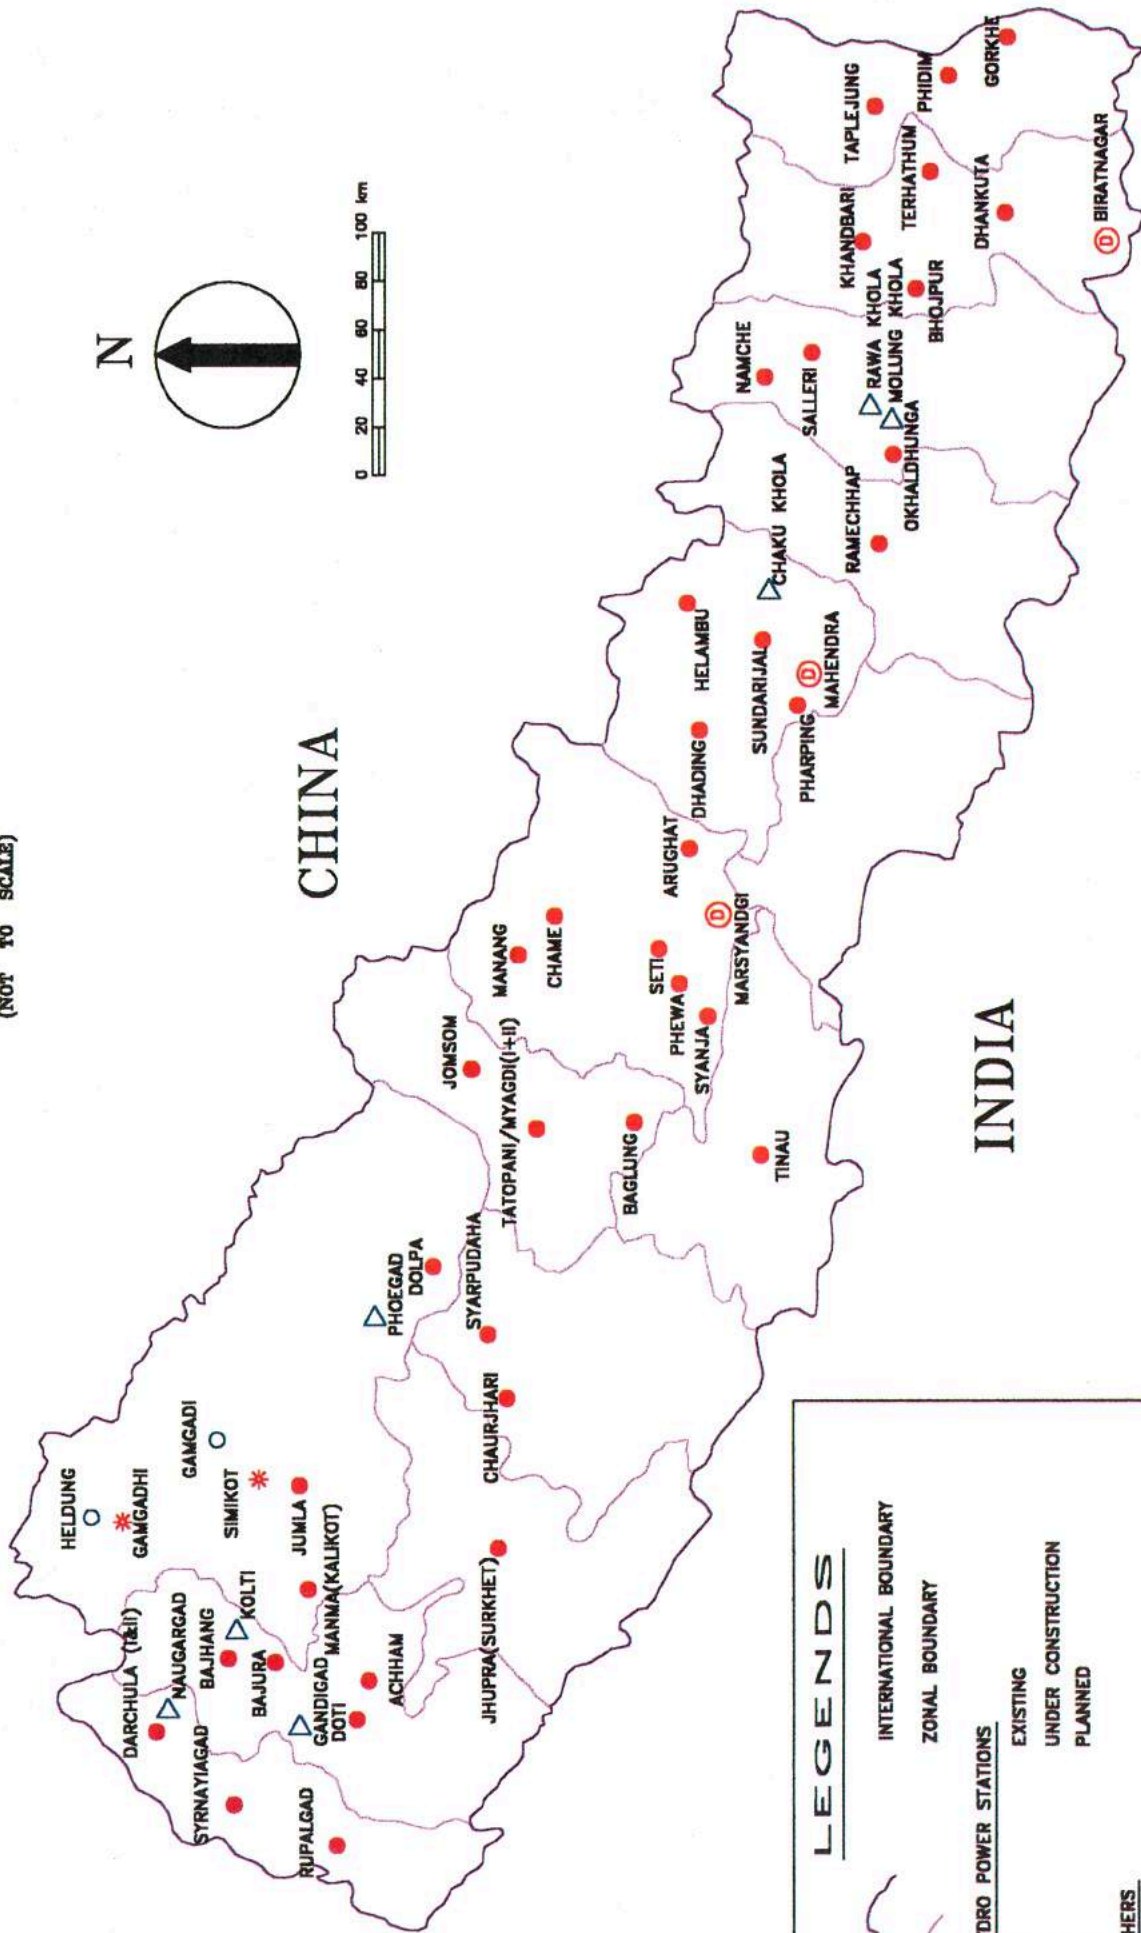 (NOT TO SCALE)
N
0 20 40 60 80 100 km
CHINA
INDIA
HELDUNG
GAMGADHI
GAMGADI
SIMIKOT
DARCHULA (I&II)
NAUGARGAD
BAJHANG
KOLTI
BAJURA
SYRNAYIAGAD
JUMLA
MANMA(KALIKOT)
GANDIGAD
DOTI
ACHHAM
RUPALGAD
JHUPRA(SURKHET)
CHAURJHARI
PHOEGAD
DOLPA
SYARPUDAHA
JOMSOM
TATOPANI/MYAGDI(I+II)
BAGLUNG
TINAU
MANANG
CHAME
SETI
PHEWA
SYANJA
MARSYANDGI
D
ARUGHAT
DHADING
HELAMBU
SUNDARIJAL
PHARPING
D
MAHENDRA
CHAKU KHOLA
RAMECHHAP
OKHALDHUNGA
NAMCHE
SALLERI
RAWA KHOLA
MOLUNG KHOLA
BHOJPUR
KHANDBARI
TAPLEJUNG
TERHATHUM
PHIDIM
GORKHE
DHANKUTA
D
BIRATNAGAR
LEGENDS
INTERNATIONAL BOUNDARY
ZONAL BOUNDARY
POWER STATIONS
EXISTING
UNDER CONSTRUCTION
PLANNED